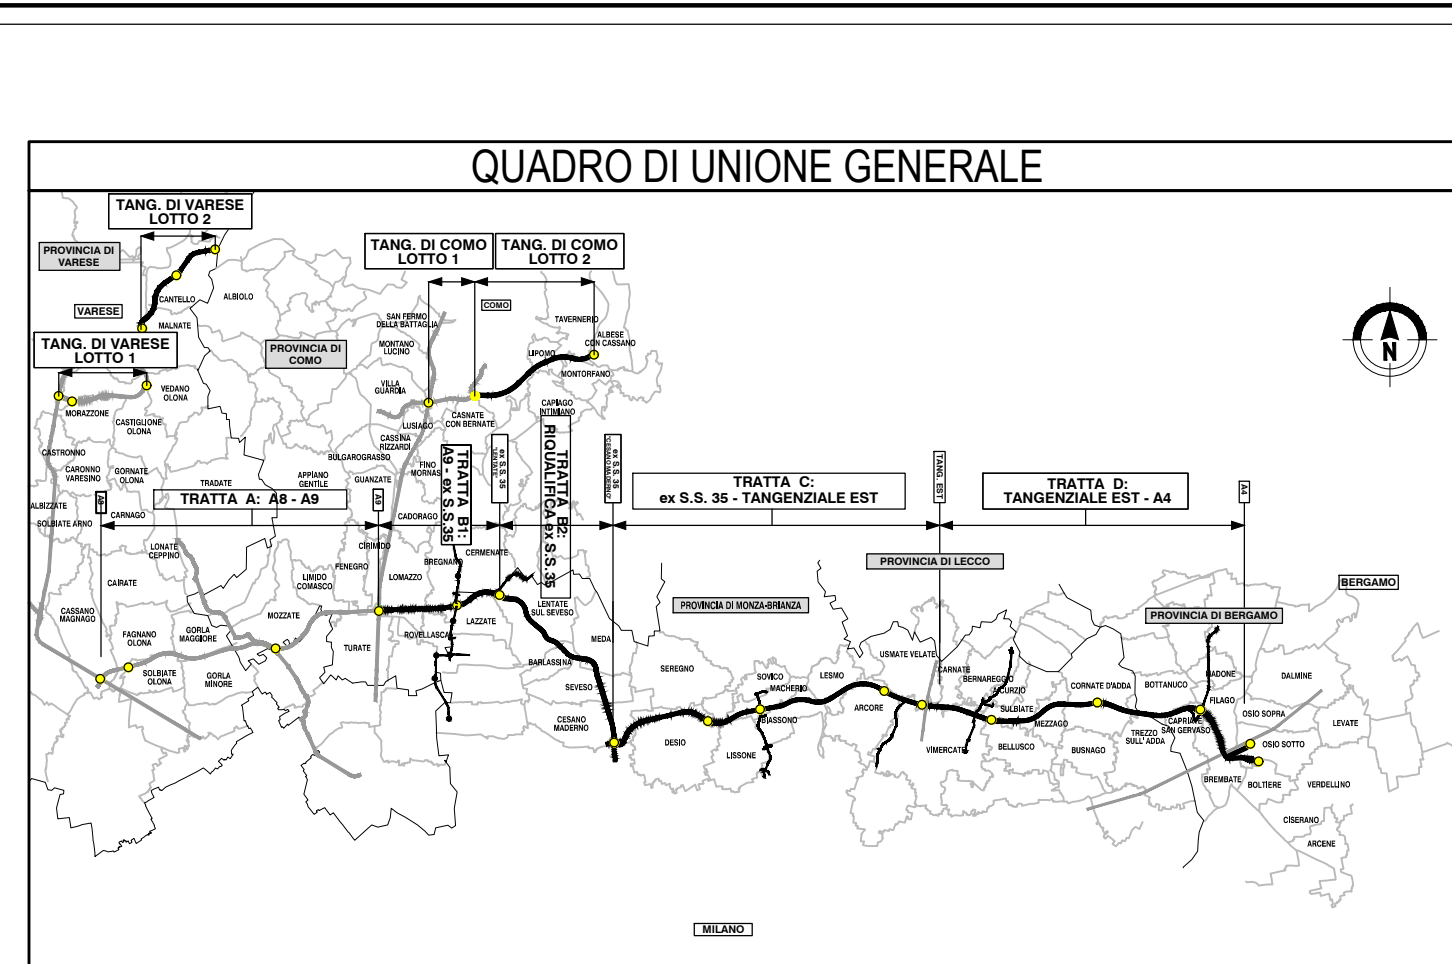 QUADRO DI UNIONE GENERALE
TANG. DI VARESE
LOTTO 2
PROVINCIA DI
VARESE
TANG. DI COMO
LOTTO 1
TANG. DI COMO
LOTTO 2
CANTELLO
ALBIOLO
VARESE
MALNATE
COMO
SAN FERMO
DELLA BATTAGLIA
TAVERNERIO
ALBESE
CON CASSANO
TANG. DI VARESE
LOTTO 1
PROVINCIA DI
COMO
MONTANO
LUCINO
LIPOMO
MONTORFANO
N
VILLA
GUARDIA
VEDANO
OLONA
MORAZZONE
CASTIGLIONE
OLONA
CAPIAGO
INTIMIANO
CASNATE
CON BERNATE
LUSIAGO
CASSINA
RIZZARDI
CASTRONNO
BULGAROGROSSO
FINO
MORNAS
CARONNO
VARESINO
GORNATE
OLONA
TRADATE
APPIANO
GENTILE
GUANZATE
TRATTA B1:
A9 - ex S.S.35
ex S.S. 35
"LENTATE"
TRATTA B2:
RIQUALIFICA ex S.S.35
ex S.S. 35
"CESANO MADERNO"
TANG. EST
A4
A8
TRATTA A: A8 - A9
A9
TRATTA C:
ex S.S. 35 - TANGENZIALE EST
TRATTA D:
TANGENZIALE EST - A4
ALBIZZATE
SOLBIATE ARNO
CARNAGO
CADORAGO
LONATE
CEPPINO
CIRIMIDO
FENEGRO
BREGNANO
CERMENATE
PROVINCIA DI LECCO
CAIRATE
LIMIDO
COMASCO
LOMAZZO
BERGAMO
CASSANO
MAGNAGO
MOZZATE
LAZZATE
LENTATE
SUL SEVESO
PROVINCIA DI MONZA-BRIANZA
PROVINCIA DI BERGAMO
FAGNANO
OLONA
GORLA
MAGGIORE
TURATE
ROVELLASCA
MEDA
BARLASSINA
SEREGNO
USMATE VELATE
CARNATE
BERNAREGGIO
SOLBIATE
OLONA
GORLA
MINORE
SEVESO
SOVICO
MACHERIO
LESMO
AICURZIO
CORNATE D'ADDA
BOTTANUCO
MADONE
DALMINE
CESANO
MADERNO
BIASSONO
ARCORE
SULBIATE
MEZZAGO
FILAGO
CAPRIATE
SAN GERVASO
OSIO SOPRA
LEVATE
DESIO
LISSONE
VIMERCATE
BELLUSCO
BUSNAGO
TREZZO
SULL' ADDA
OSIO SOTTO
BREMBATE
BOLTIERE
VERDELLINO
CISERANO
ARCENE
MILANO